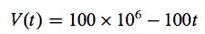 V(t) = 100 × 10⁶ – 100t